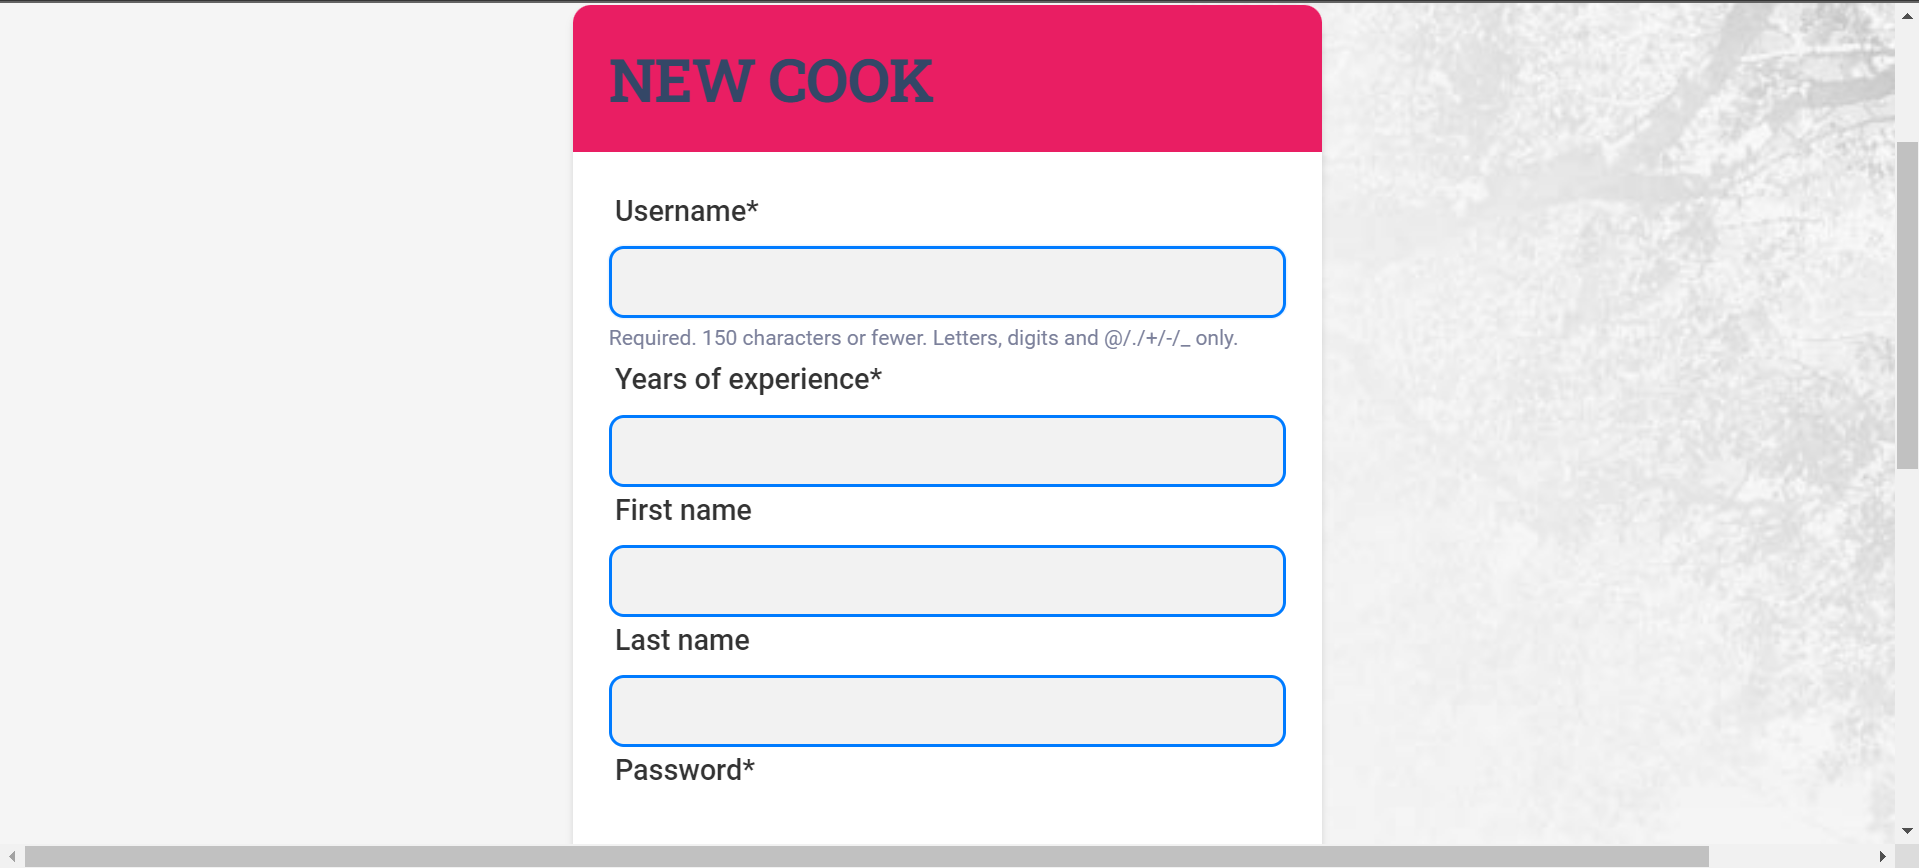 NEW COOK
Username*
Required. 150 characters or fewer. Letters, digits and @/./+/-/_ only.
Years of experience*
First name
Last name
Password*